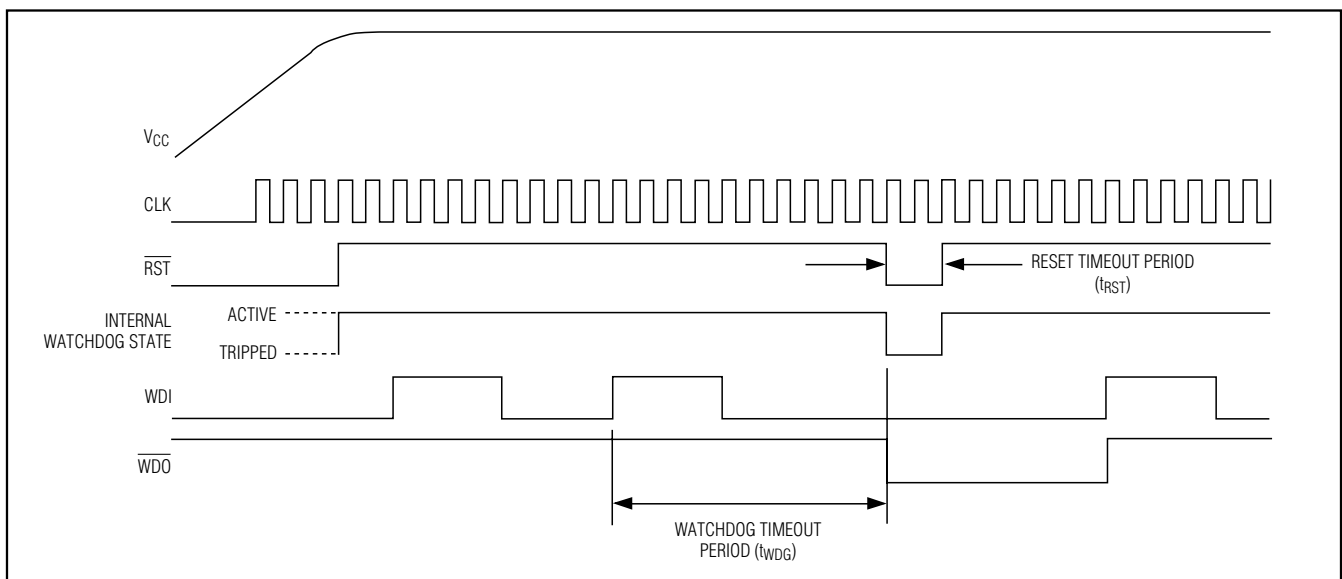 VCC
CLK
RST
RESET TIMEOUT PERIOD
(tRST)
INTERNAL
WATCHDOG STATE
ACTIVE
TRIPPED
WDI
WDO
WATCHDOG TIMEOUT
PERIOD (tWDG)